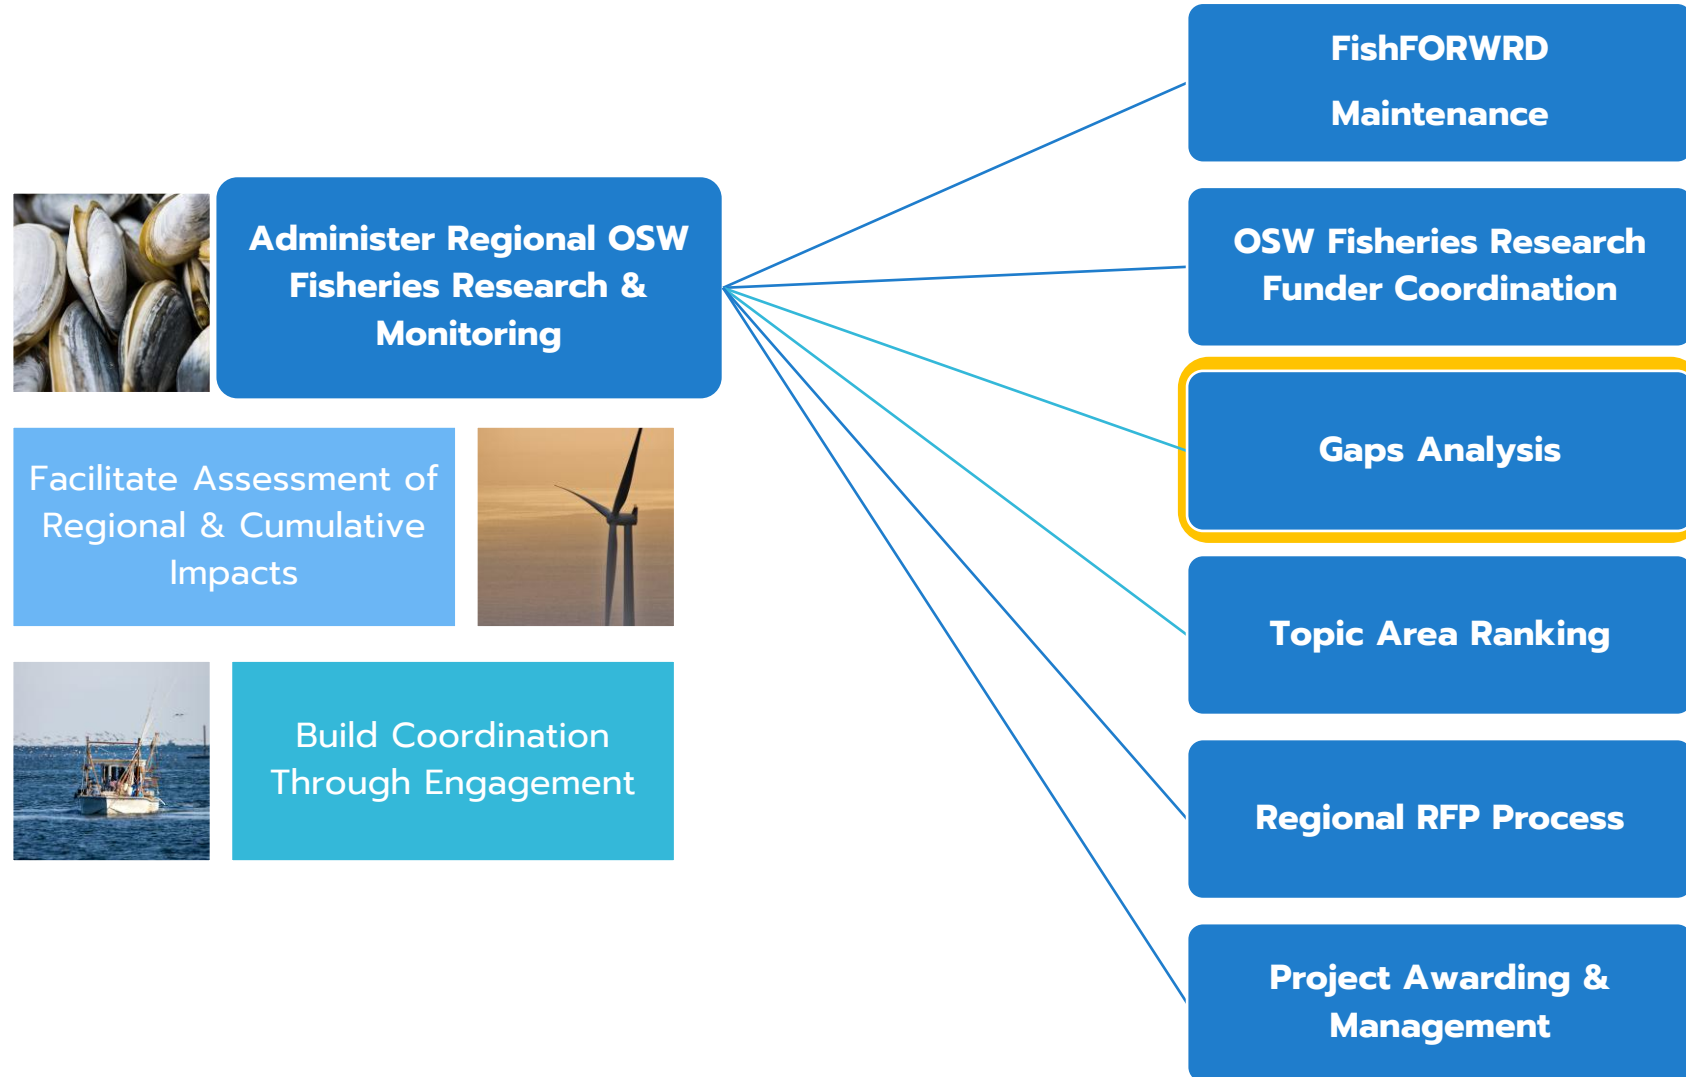 Administer Regional OSW
Fisheries Research &
Monitoring
Facilitate Assessment of
Regional & Cumulative
Impacts
Build Coordination
Through Engagement
FishFORWRD
Maintenance
OSW Fisheries Research
Funder Coordination
Gaps Analysis
Topic Area Ranking
Regional RFP Process
Project Awarding &
Management